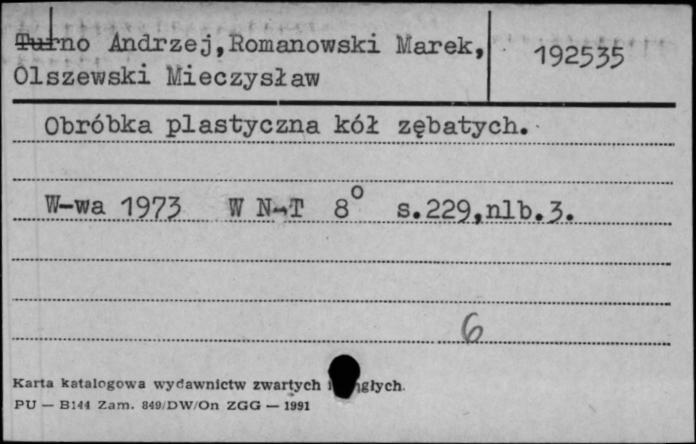 Turno Andrzej,Romanowski Marek,
Olszewski Mieczysław
192535
Obróbka plastyczna kół zębatych.
W-wa 1973 W N-T 8° s.229,nlb.3.
6
Karta katalogowa wydawnictw zwartych
PU — B144 Zam. 849/DW/On ZGG — 1991